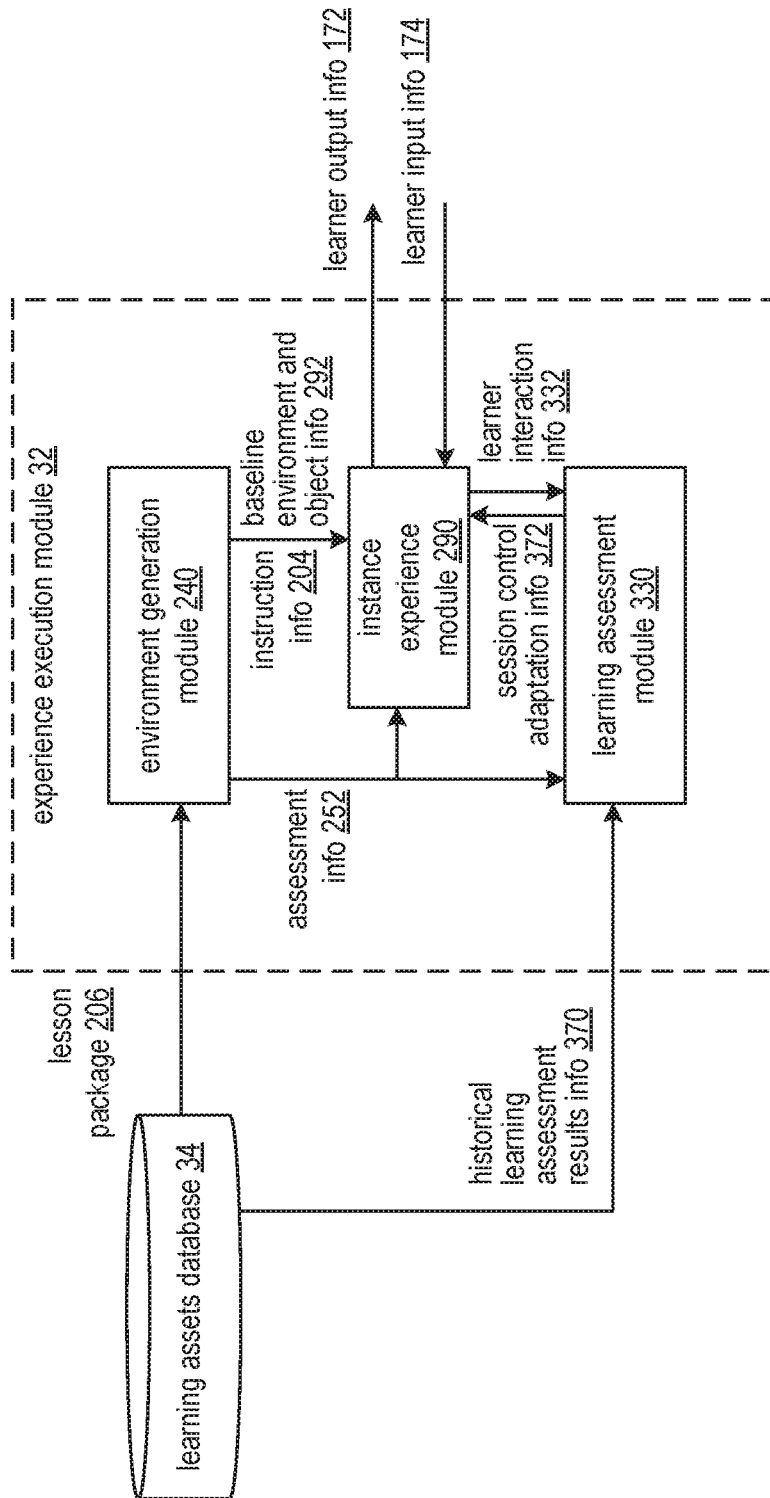 experience execution module 32
lesson
package 206
learning assets database 34
environment generation
module 240
assessment
info 252
instruction
info 204
baseline
environment and
object info 292
instance
experience
module 290
learner output info 172
learner input info 174
session control
adaptation info 372
learner
interaction
info 332
historical
learning
assessment
results info 370
learning assessment
module 330